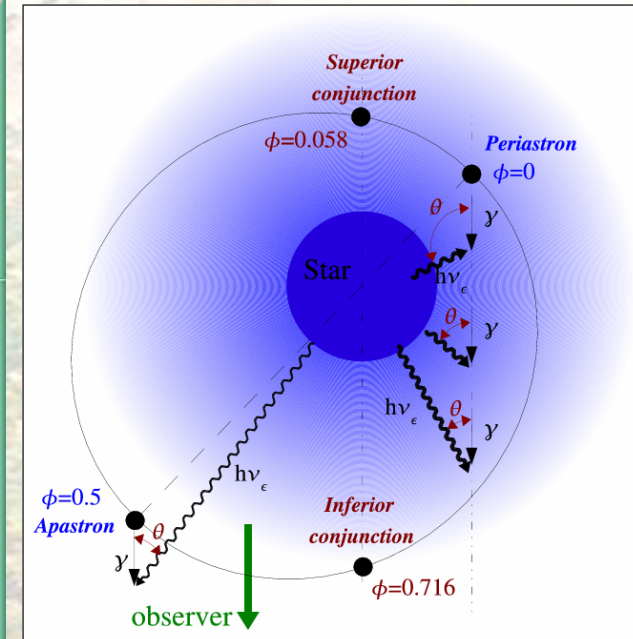 Superior
conjunction
ϕ=0.058
Periastron
ϕ=0
θ
γ
Star
hν ϵ
θ
γ
θ
γ
hν ϵ
hν ϵ
ϕ=0.5
Apastron
θ
γ
Inferior
conjunction
ϕ=0.716
observer